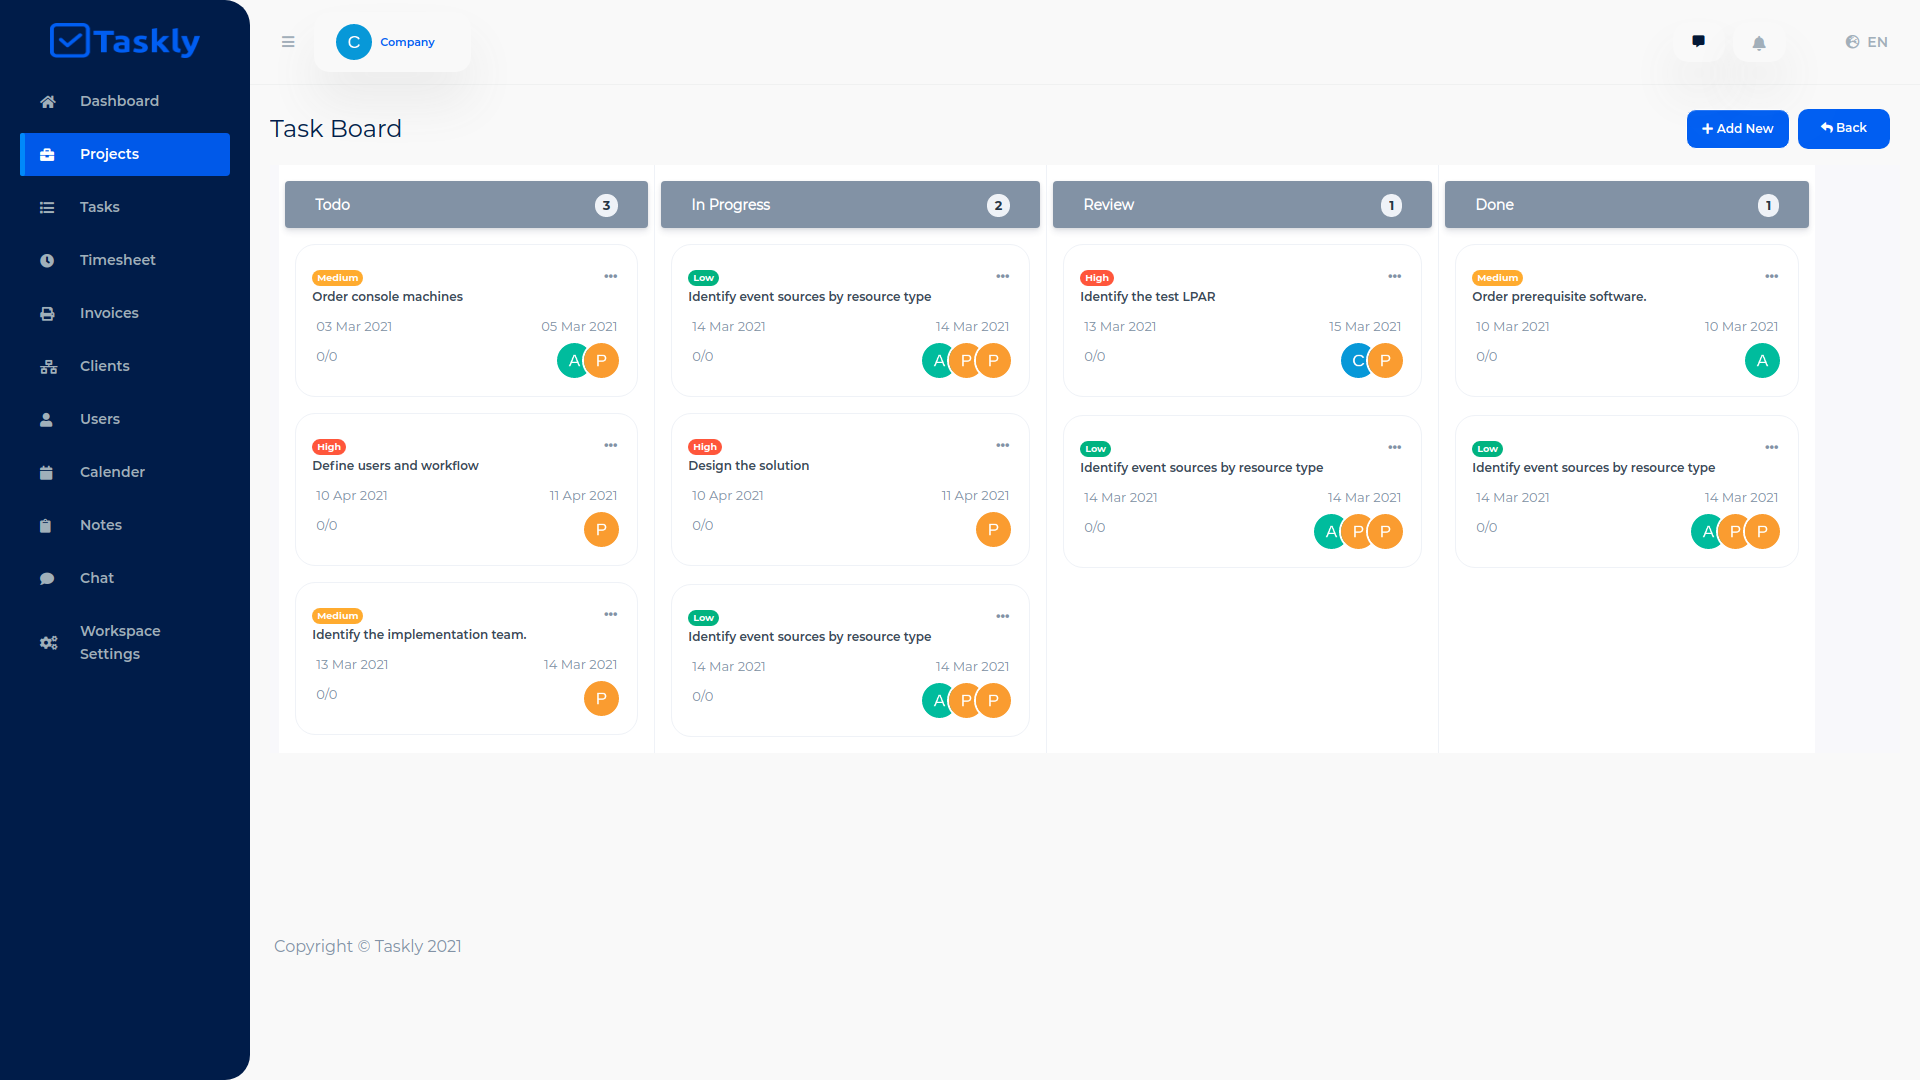 Taskly
Dashboard
Projects
Tasks
Timesheet
Invoices
Clients
Users
Calender
Notes
Chat
Workspace
Settings
C Company
EN
Task Board
Add New
Back
Todo 3
Medium
Order console machines
03 Mar 2021 05 Mar 2021
0/0 A P
High
Define users and workflow
10 Apr 2021 11 Apr 2021
0/0 P
Medium
Identify the implementation team.
13 Mar 2021 14 Mar 2021
0/0 P
In Progress 2
Low
Identify event sources by resource type
14 Mar 2021 14 Mar 2021
0/0 A P P
High
Design the solution
10 Apr 2021 11 Apr 2021
0/0 P
Low
Identify event sources by resource type
14 Mar 2021 14 Mar 2021
0/0 A P P
Review 1
High
Identify the test LPAR
13 Mar 2021 15 Mar 2021
0/0 C P
Low
Identify event sources by resource type
14 Mar 2021 14 Mar 2021
0/0 A P P
Done 1
Medium
Order prerequisite software.
10 Mar 2021 10 Mar 2021
0/0 A
Low
Identify event sources by resource type
14 Mar 2021 14 Mar 2021
0/0 A P P
Copyright © Taskly 2021